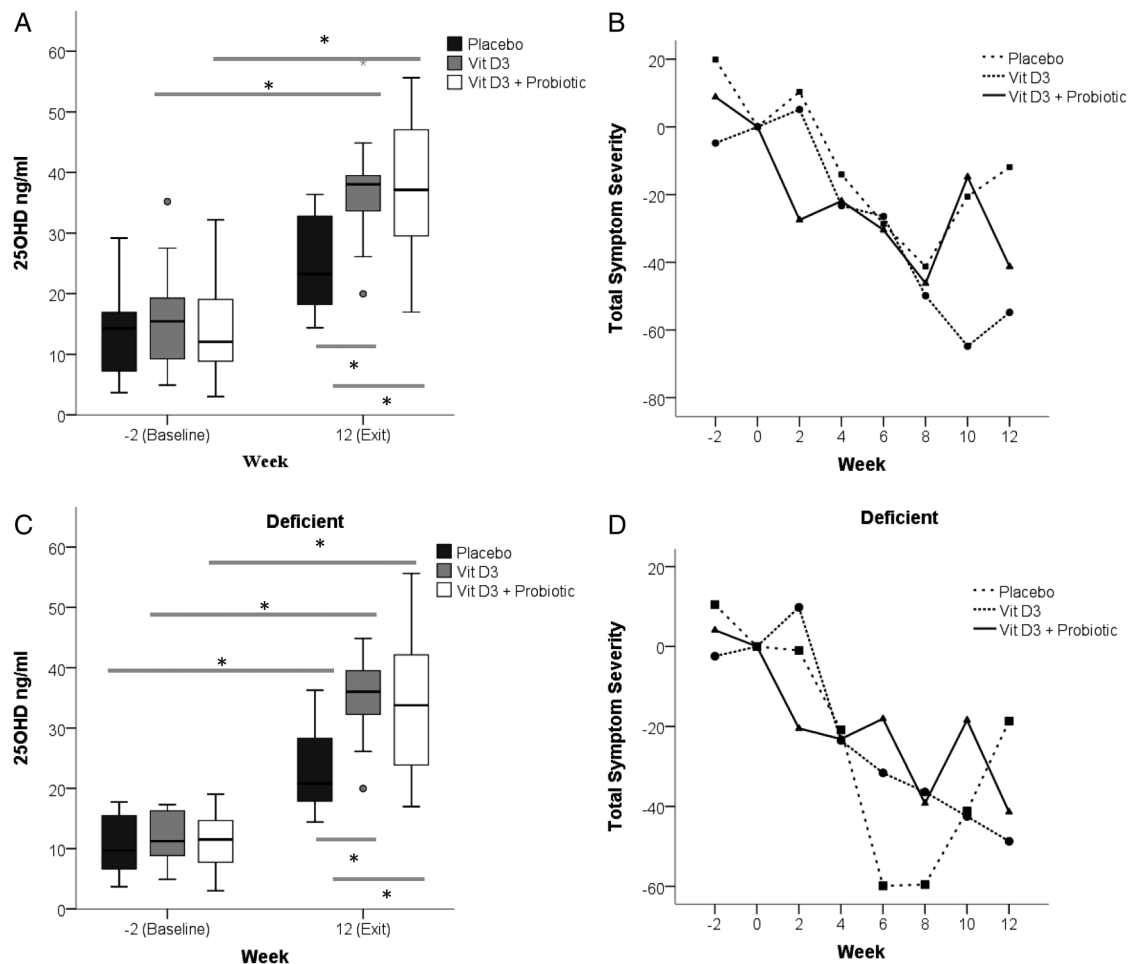 A
60
50
40
30
20
10
0
25OHD ng/ml
*
*
*
*
*
Placebo
Vit D3
Vit D3 + Probiotic
-2 (Baseline)
12 (Exit)
Week
B
20
0
-20
-40
-60
-80
Total Symptom Severity
Placebo
Vit D3
Vit D3 + Probiotic
-2 0 2 4 6 8 10 12
Week
C
Deficient
60
50
40
30
20
10
0
25OHD ng/ml
*
*
*
*
*
Placebo
Vit D3
Vit D3 + Probiotic
-2 (Baseline)
12 (Exit)
Week
D
Deficient
20
0
-20
-40
-60
Total Symptom Severity
Placebo
Vit D3
Vit D3 + Probiotic
-2 0 2 4 6 8 10 12
Week